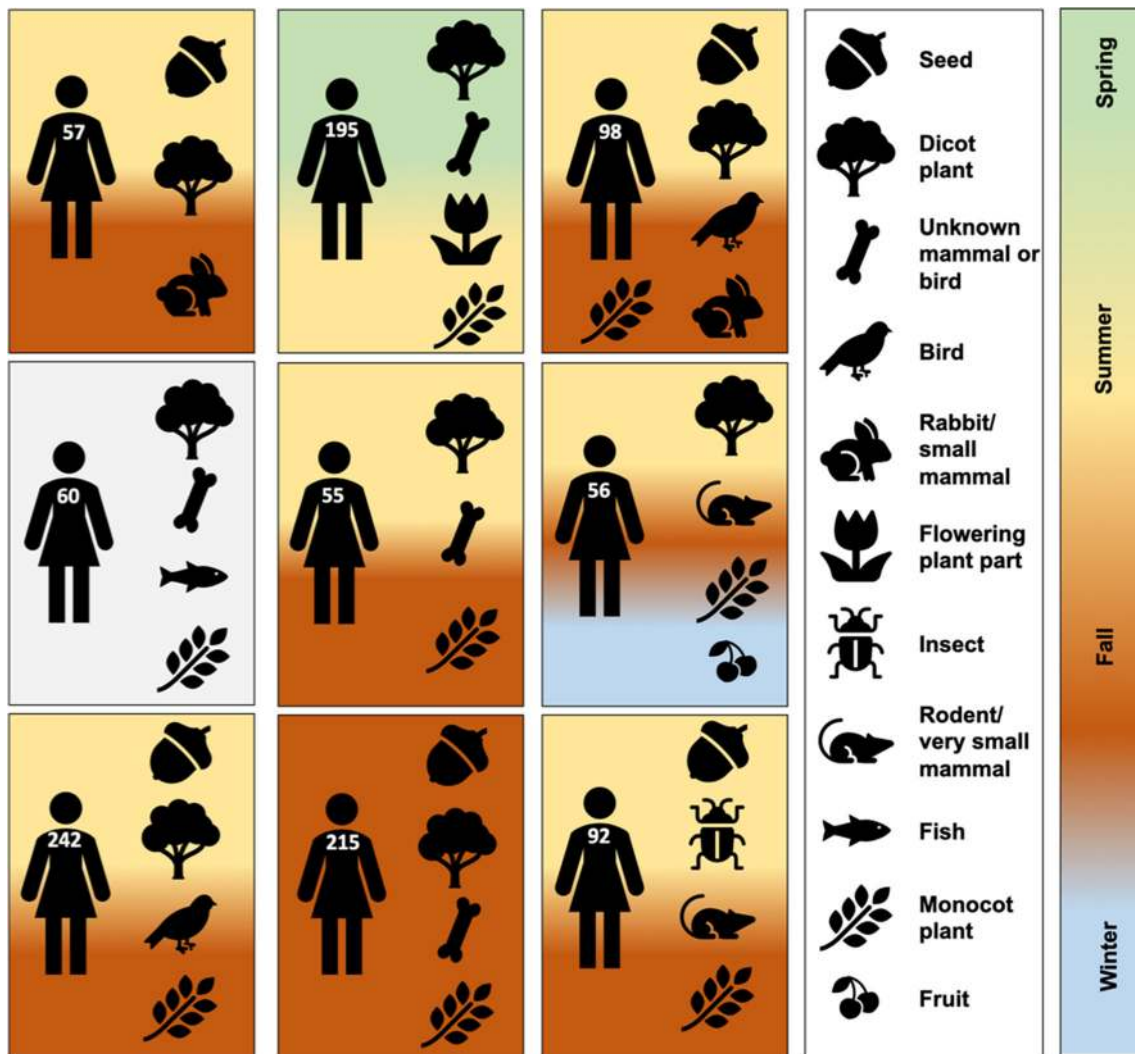 57
195
98
60
55
56
242
215
92
Seed
Dicot
plant
Unknown
mammal or
bird
Bird
Rabbit/
small
mammal
Flowering
plant part
Insect
Rodent/
very small
mammal
Fish
Monocot
plant
Fruit
Spring
Summer
Fall
Winter